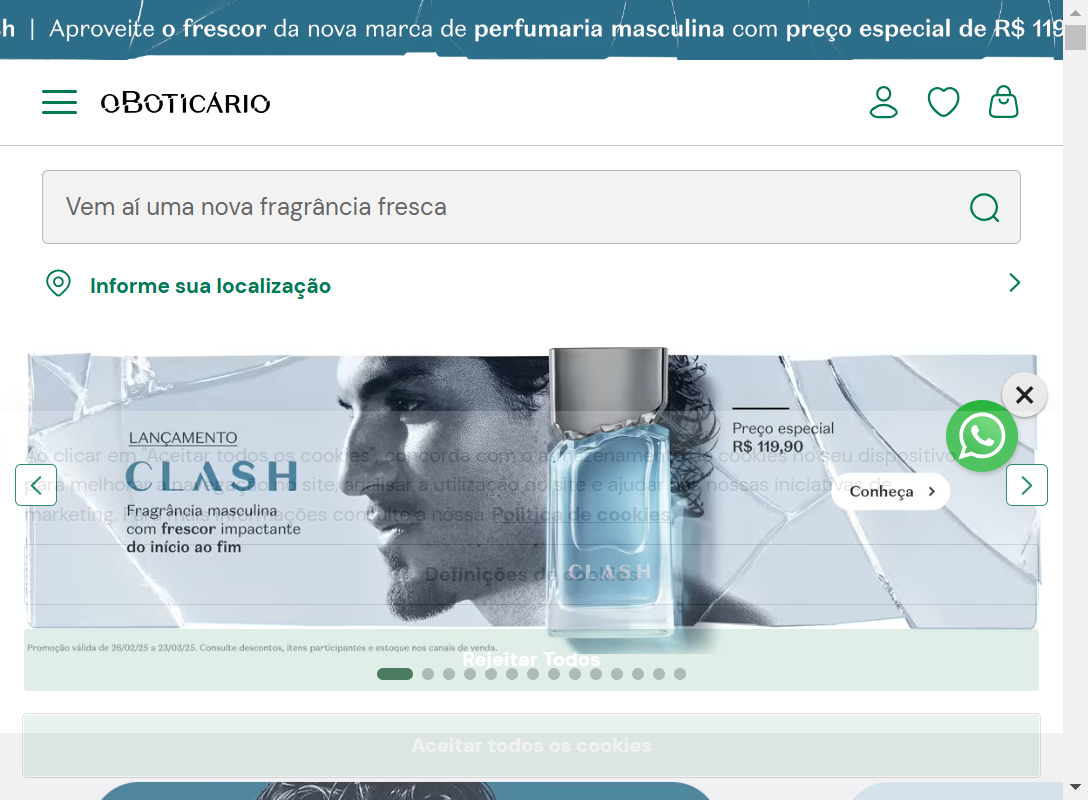 h | Aproveite o frescor da nova marca de perfumaria masculina com preço especial de R$ 119
oBOTICÁRIO
Vem aí uma nova fragrância fresca
Informe sua localização
LANÇAMENTO
CLASH
Fragrância masculina
com frescor impactante
do início ao fim
CLASH
Preço especial
R$ 119,90
Conheça
Promoção válida de 26/02/25 a 23/03/25. Consulte descontos, itens participantes e estoque nos canais de venda.
Ao clicar em "Aceitar todos os cookies", concorda com o armazenamento de cookies no seu dispositivo
para melhorar a navegação no site, analisar a utilização do site e ajudar nas nossas iniciativas de
marketing. Para mais informações consulte a nossa Política de cookies.
Definições de cookies
Rejeitar Todos
Aceitar todos os cookies